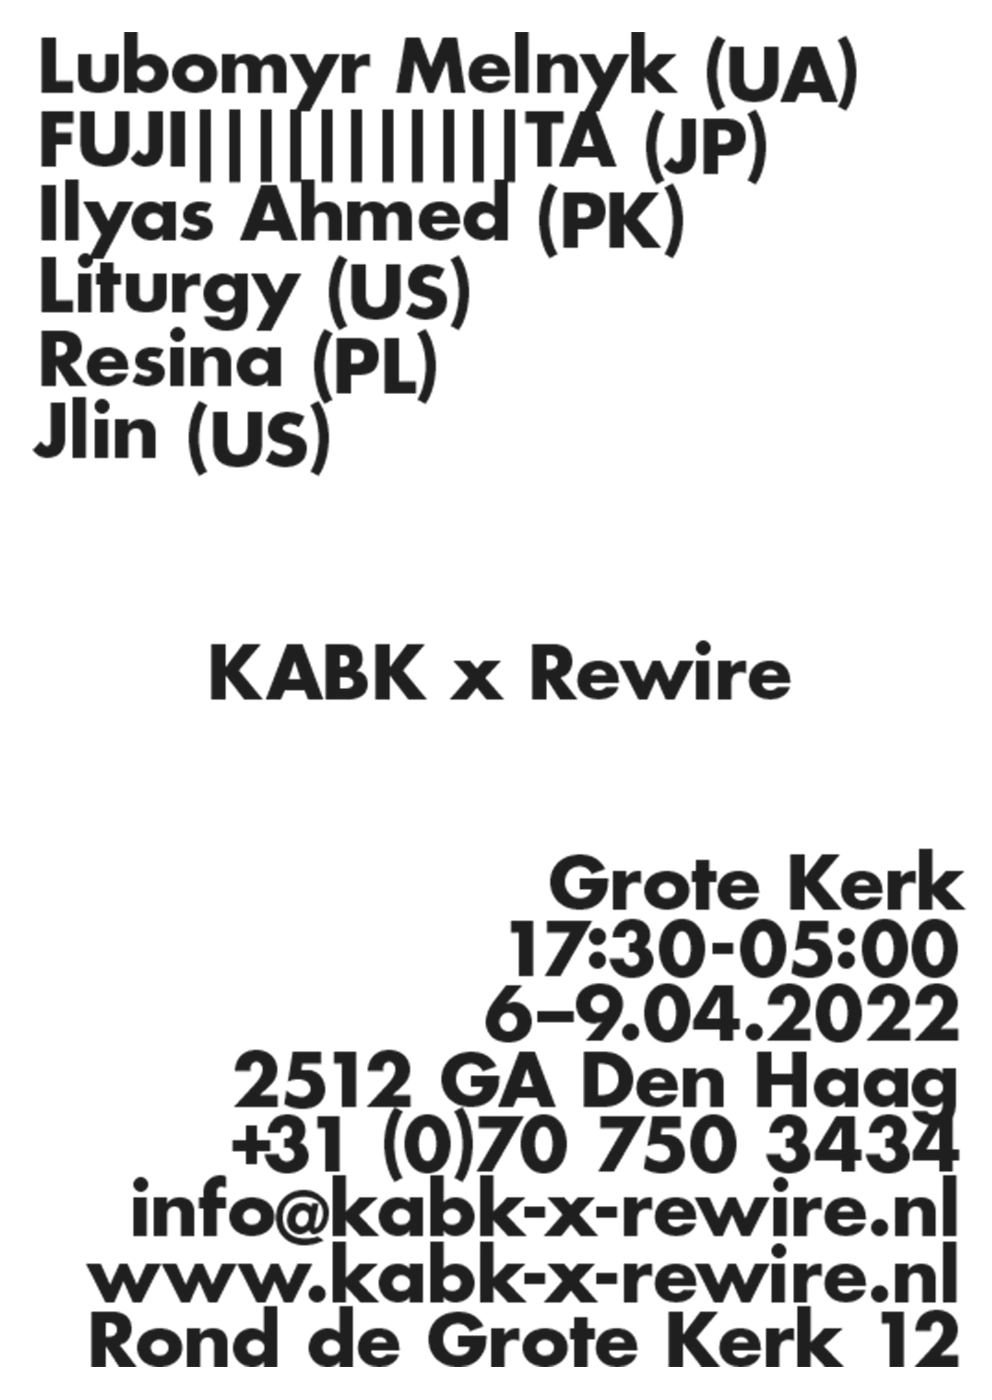 Lubomyr Melnyk (UA)
FUJI|||||||||||TA (JP)
Ilyas Ahmed (PK)
Liturgy (US)
Resina (PL)
Jlin (US)
KABK x Rewire
Grote Kerk
17:30-05:00
6–9.04.2022
2512 GA Den Haag
+31 (0)70 750 3434
info@kabk-x-rewire.nl
www.kabk-x-rewire.nl
Rond de Grote Kerk 12